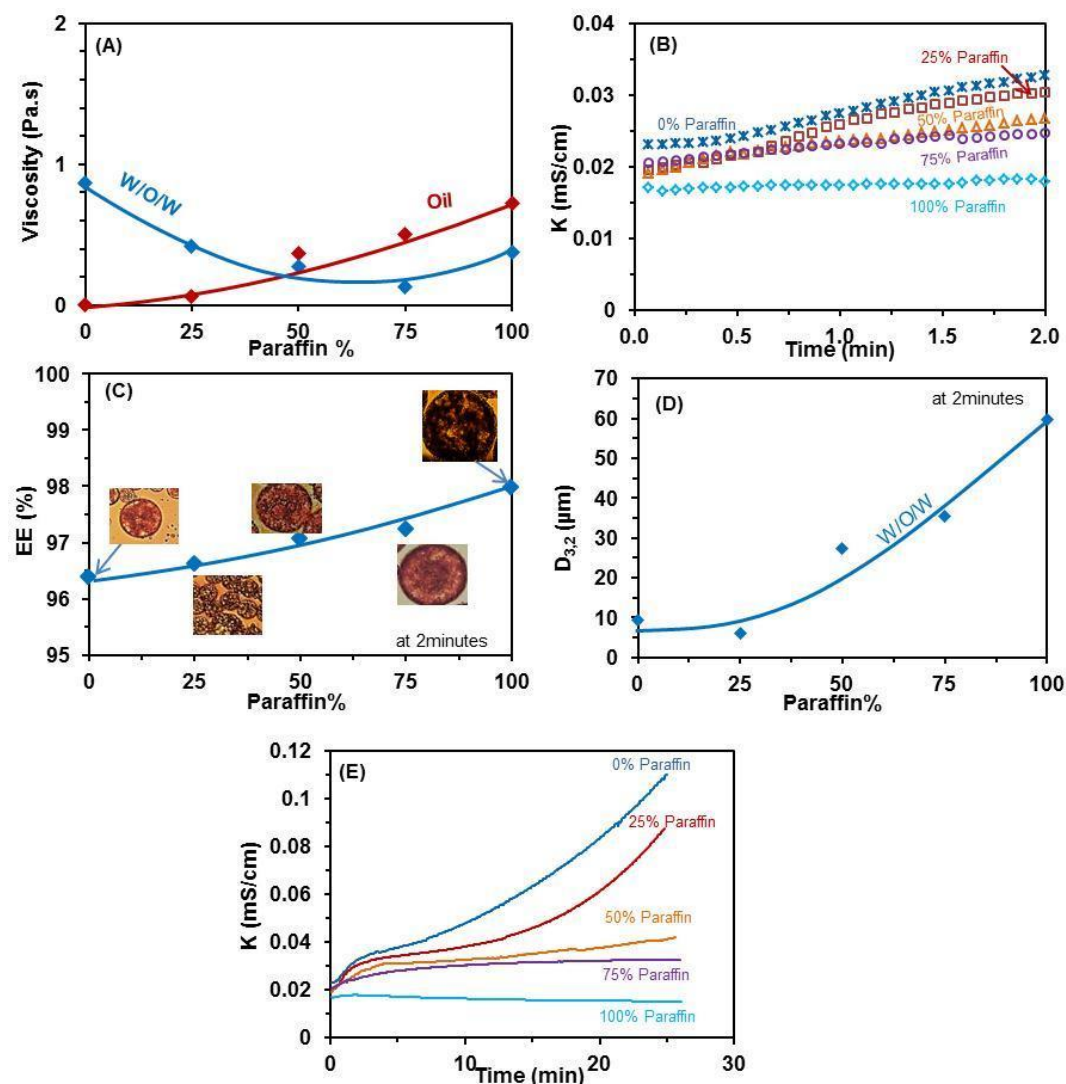 (A)
2
1
0
Viscosity (Pa.s)
W/O/W
Oil
0 25 50 75 100
Paraffin %
(B)
0.04
0.03
0.02
0.01
0
K (mS/cm)
25% Paraffin
0% Paraffin
50% Paraffin
75% Paraffin
100% Paraffin
0.0 0.5 1.0 1.5 2.0
Time (min)
(C)
100
99
98
97
96
95
EE (%)
at 2minutes
0 25 50 75 100
Paraffin%
(D)
70
60
50
40
30
20
10
0
D3,2 (µm)
at 2minutes
W/O/W
0 25 50 75 100
Paraffin%
(E)
0.12
0.1
0.08
0.06
0.04
0.02
0
K (mS/cm)
0% Paraffin
25% Paraffin
50% Paraffin
75% Paraffin
100% Paraffin
0 10 20 30
Time (min)